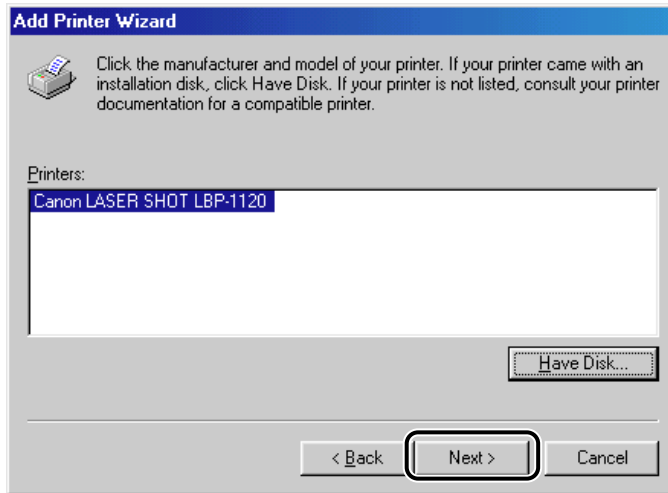 Add Printer Wizard
Click the manufacturer and model of your printer. If your printer came with an
installation disk, click Have Disk. If your printer is not listed, consult your printer
documentation for a compatible printer.
Printers:
Canon LASER SHOT LBP-1120
Have Disk...
< Back Next > Cancel